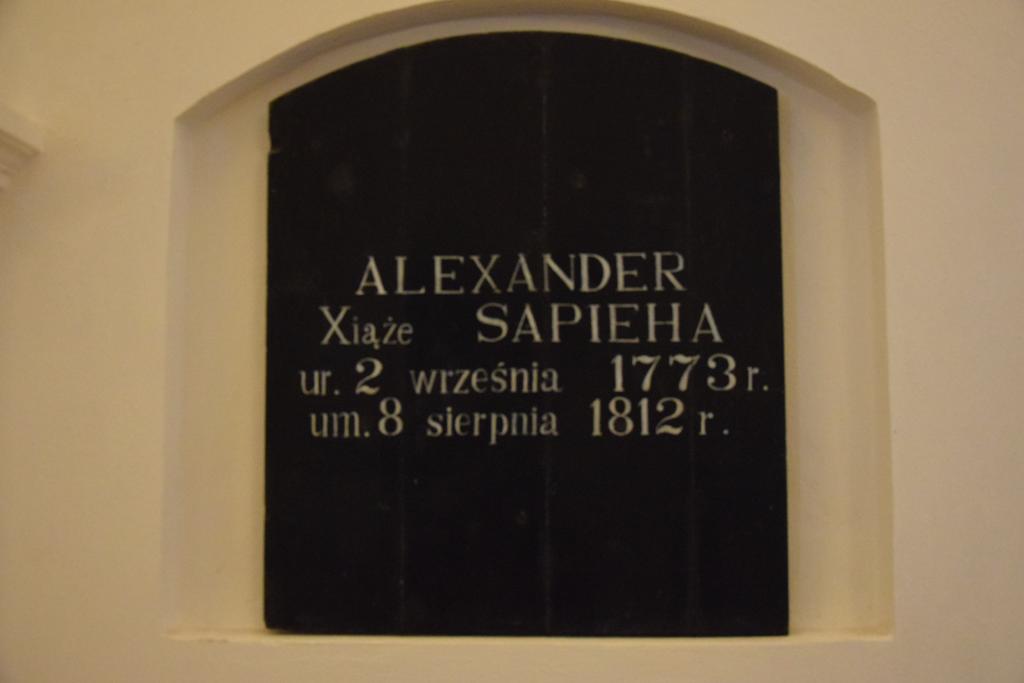 ALEXANDER
Xiąże SAPIEHA
ur. 2 września 1773 r.
um. 8 sierpnia 1812 r.